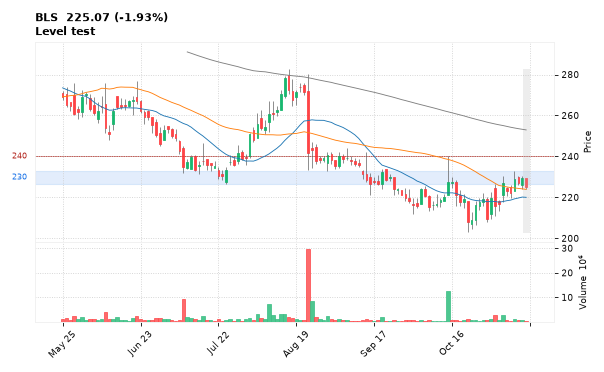 BLS 225.07 (-1.93%)
Level test
280
260
240
240
230
220
200
Price
30
20
10
Volume 10⁴
May 25
Jun 23
Jul 22
Aug 19
Sep 17
Oct 16